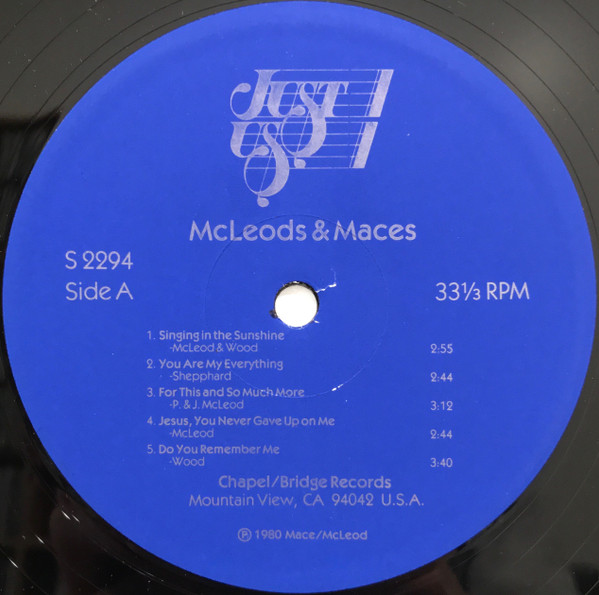 Just
Us
McLeods & Maces
S 2294
Side A
33⅓ RPM
1. Singing in the Sunshine
-McLeod & Wood 2:55
2. You Are My Everything
-Shepphard 2:44
3. For This and So Much More
-P. & J. McLeod 3:12
4. Jesus, You Never Gave Up on Me
-McLeod 2:44
5. Do You Remember Me
-Wood 3:40
Chapel/Bridge Records
Mountain View, CA 94042 U.S.A.
℗ 1980 Mace/McLeod